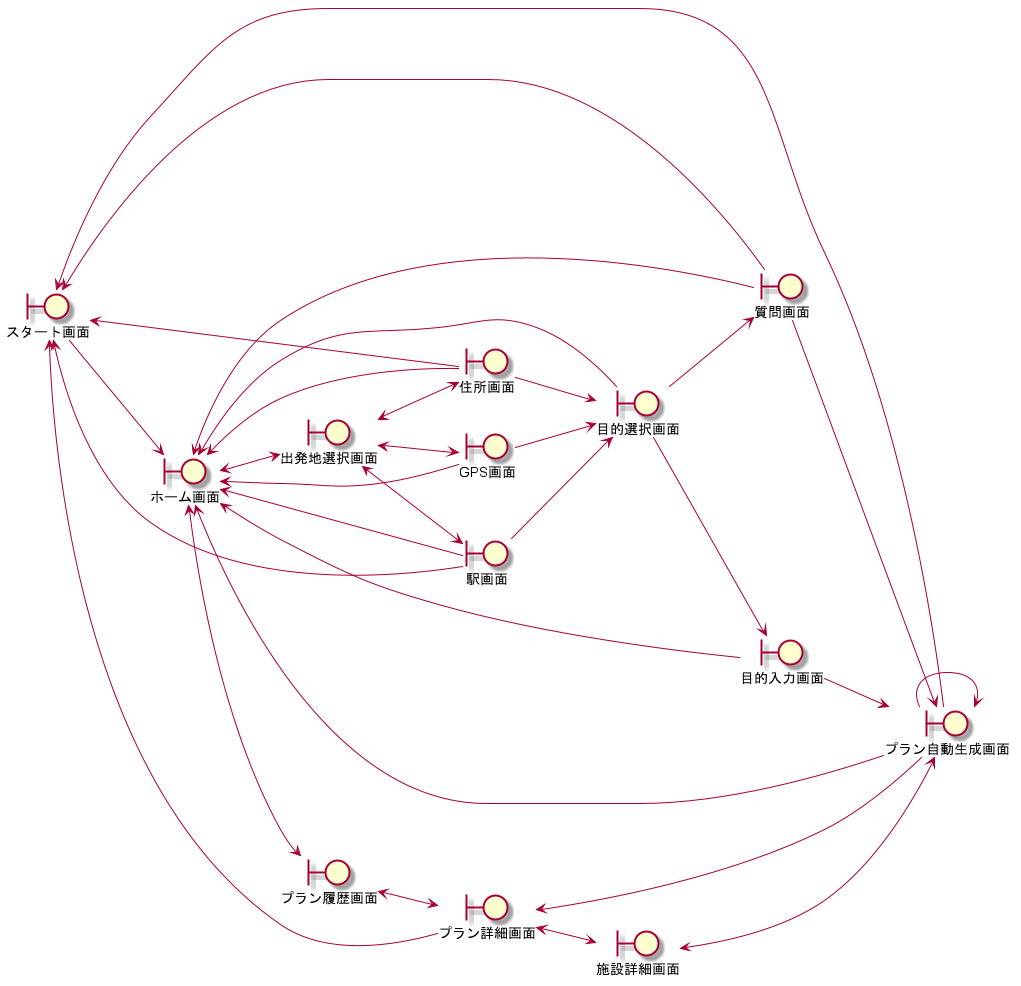 質問画面
スタート画面
住所画面
目的選択画面
出発地選択画面
GPS画面
ホーム画面
駅画面
目的入力画面
プラン自動生成画面
プラン履歴画面
プラン詳細画面
施設詳細画面